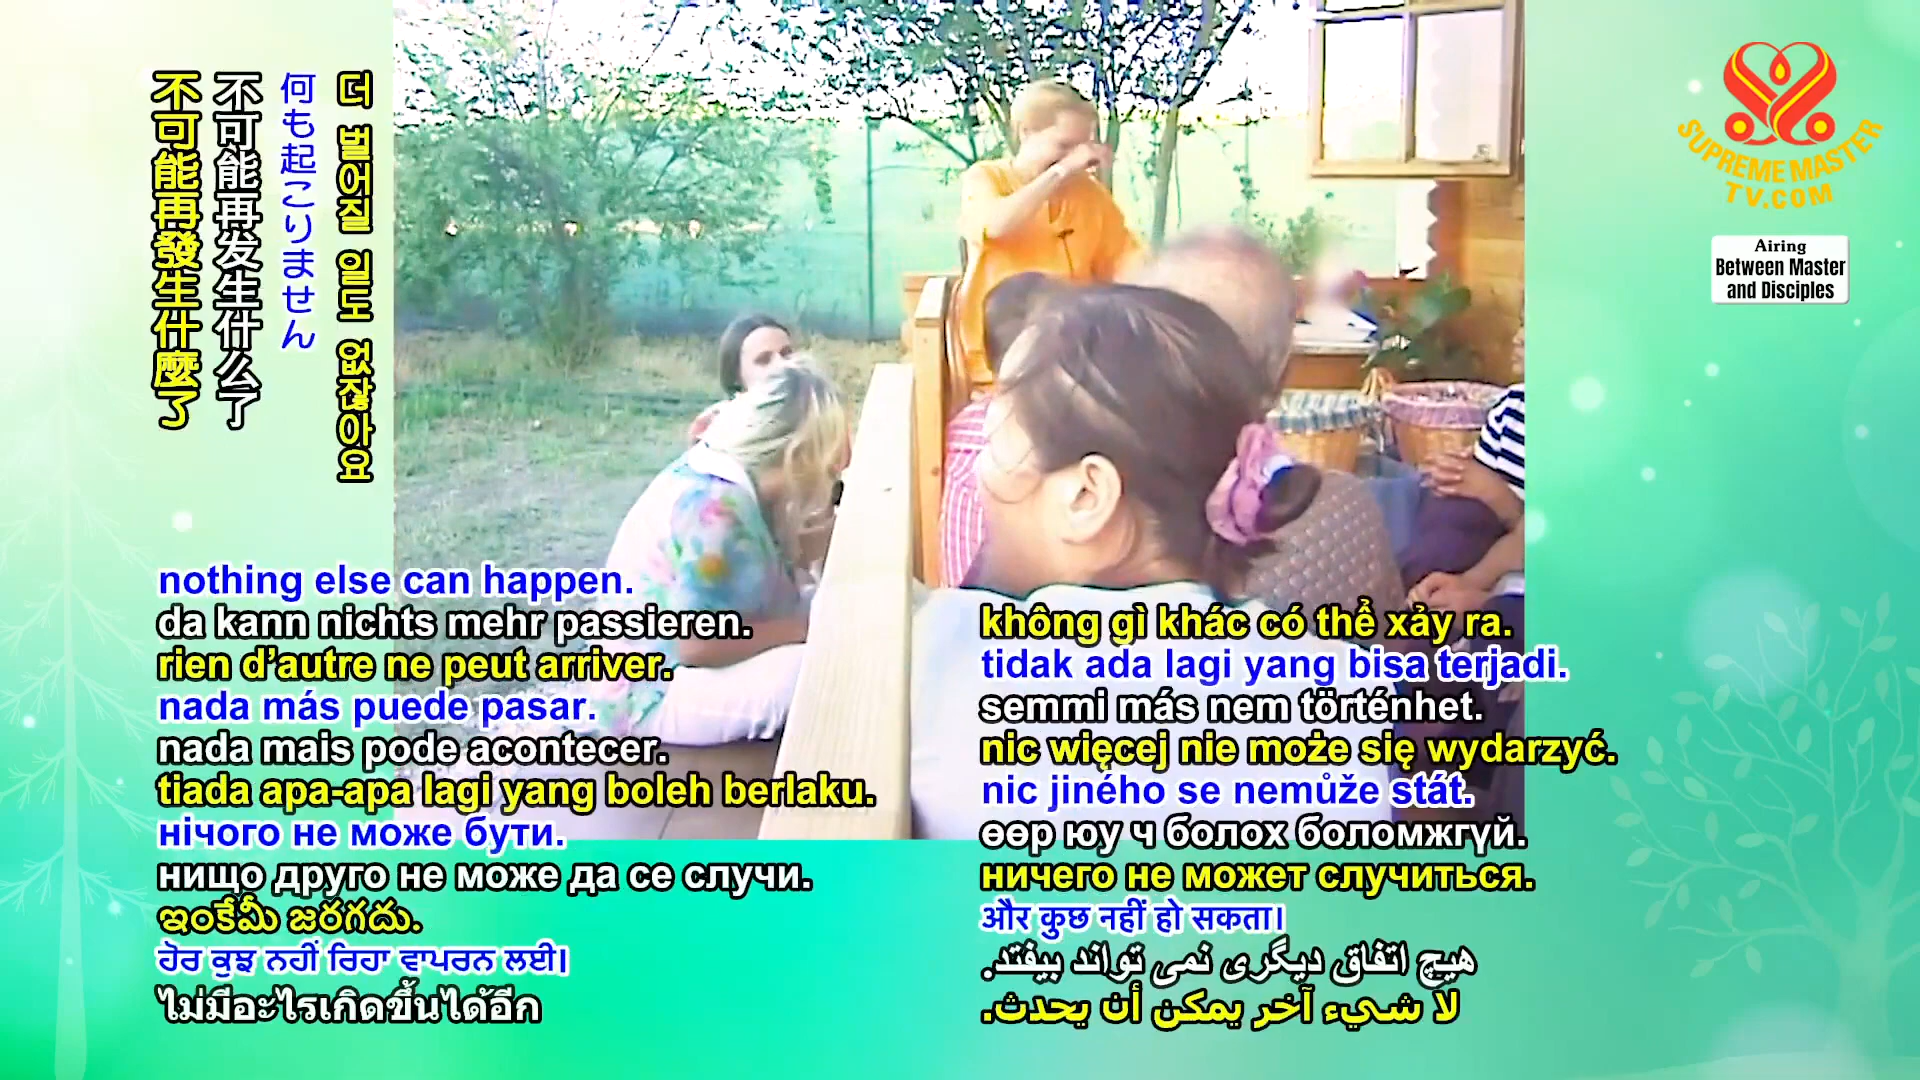 不可能再發生什麼了
不可能再发生什么了
何も起こりません
더 벌어질 일도 없잖아요
SUPREME MASTER
TV.COM
Airing
Between Master
and Disciples
nothing else can happen.
da kann nichts mehr passieren.
rien d’autre ne peut arriver.
nada más puede pasar.
nada mais pode acontecer.
tiada apa-apa lagi yang boleh berlaku.
нічого не може бути.
нищо друго не може да се случи.
ఇంకేమీ జరగదు.
ਹੋਰ ਕੁਝ ਨਹੀਂ ਰਿਹਾ ਵਾਪਰਨ ਲਈ।
ไม่มีอะไรเกิดขึ้นได้อีก
không gì khác có thể xảy ra.
tidak ada lagi yang bisa terjadi.
semmi más nem történhet.
nic więcej nie może się wydarzyć.
nic jiného se nemůže stát.
өөр юу ч болох боломжгүй.
ничего не может случиться.
और कुछ नहीं हो सकता।
هیچ اتفاق دیگری نمی تواند بیفتد.
لا شيء آخر يمكن أن يحدث.